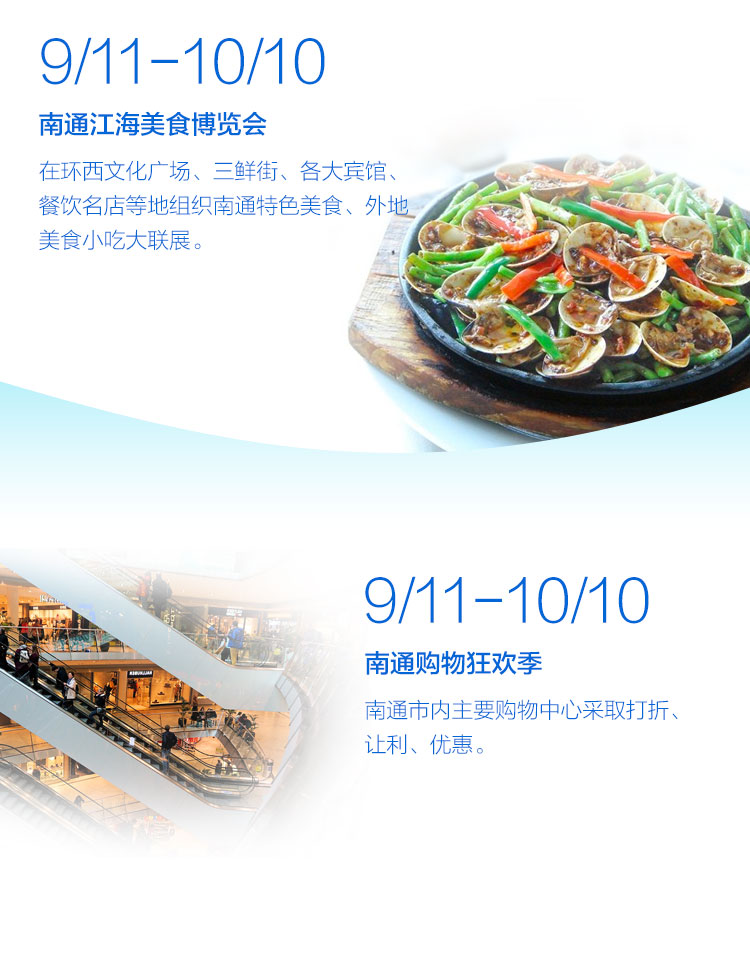 9/11-10/10
南通江海美食博览会
在环西文化广场、三鲜街、各大宾馆、
餐饮名店等地组织南通特色美食、外地
美食小吃大联展。
9/11-10/10
南通购物狂欢季
南通市内主要购物中心采取打折、
让利、优惠。